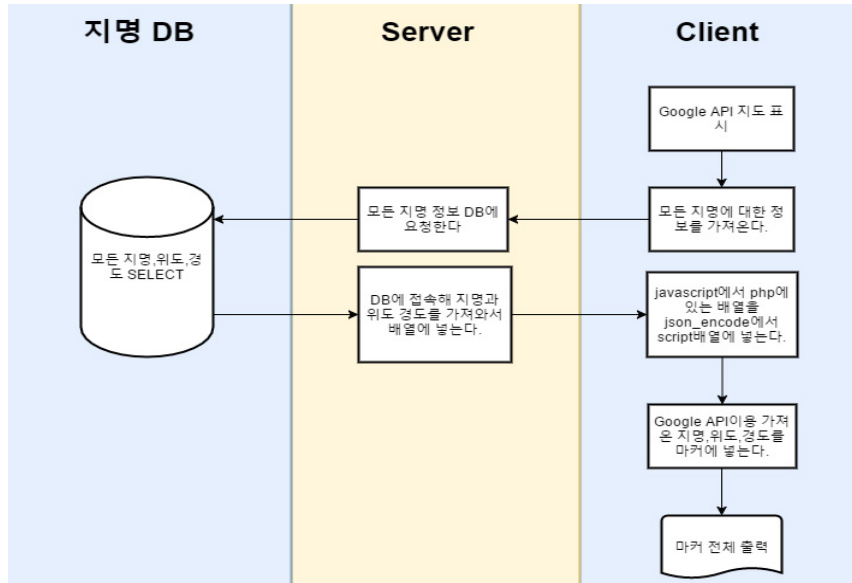 지명 DB
Server
Client
Google API 지도 표
시
모든 지명에 대한 정
보를 가져온다.
모든 지명 정보 DB에
요청한다
모든 지명,위도,경
도 SELECT
DB에 접속해 지명과
위도 경도를 가져와서
배열에 넣는다.
javascript에서 php에
있는 배열을
json_encode에서
script배열에 넣는다.
Google API이용 가져
온 지명,위도,경도를
마커에 넣는다.
마커 전체 출력